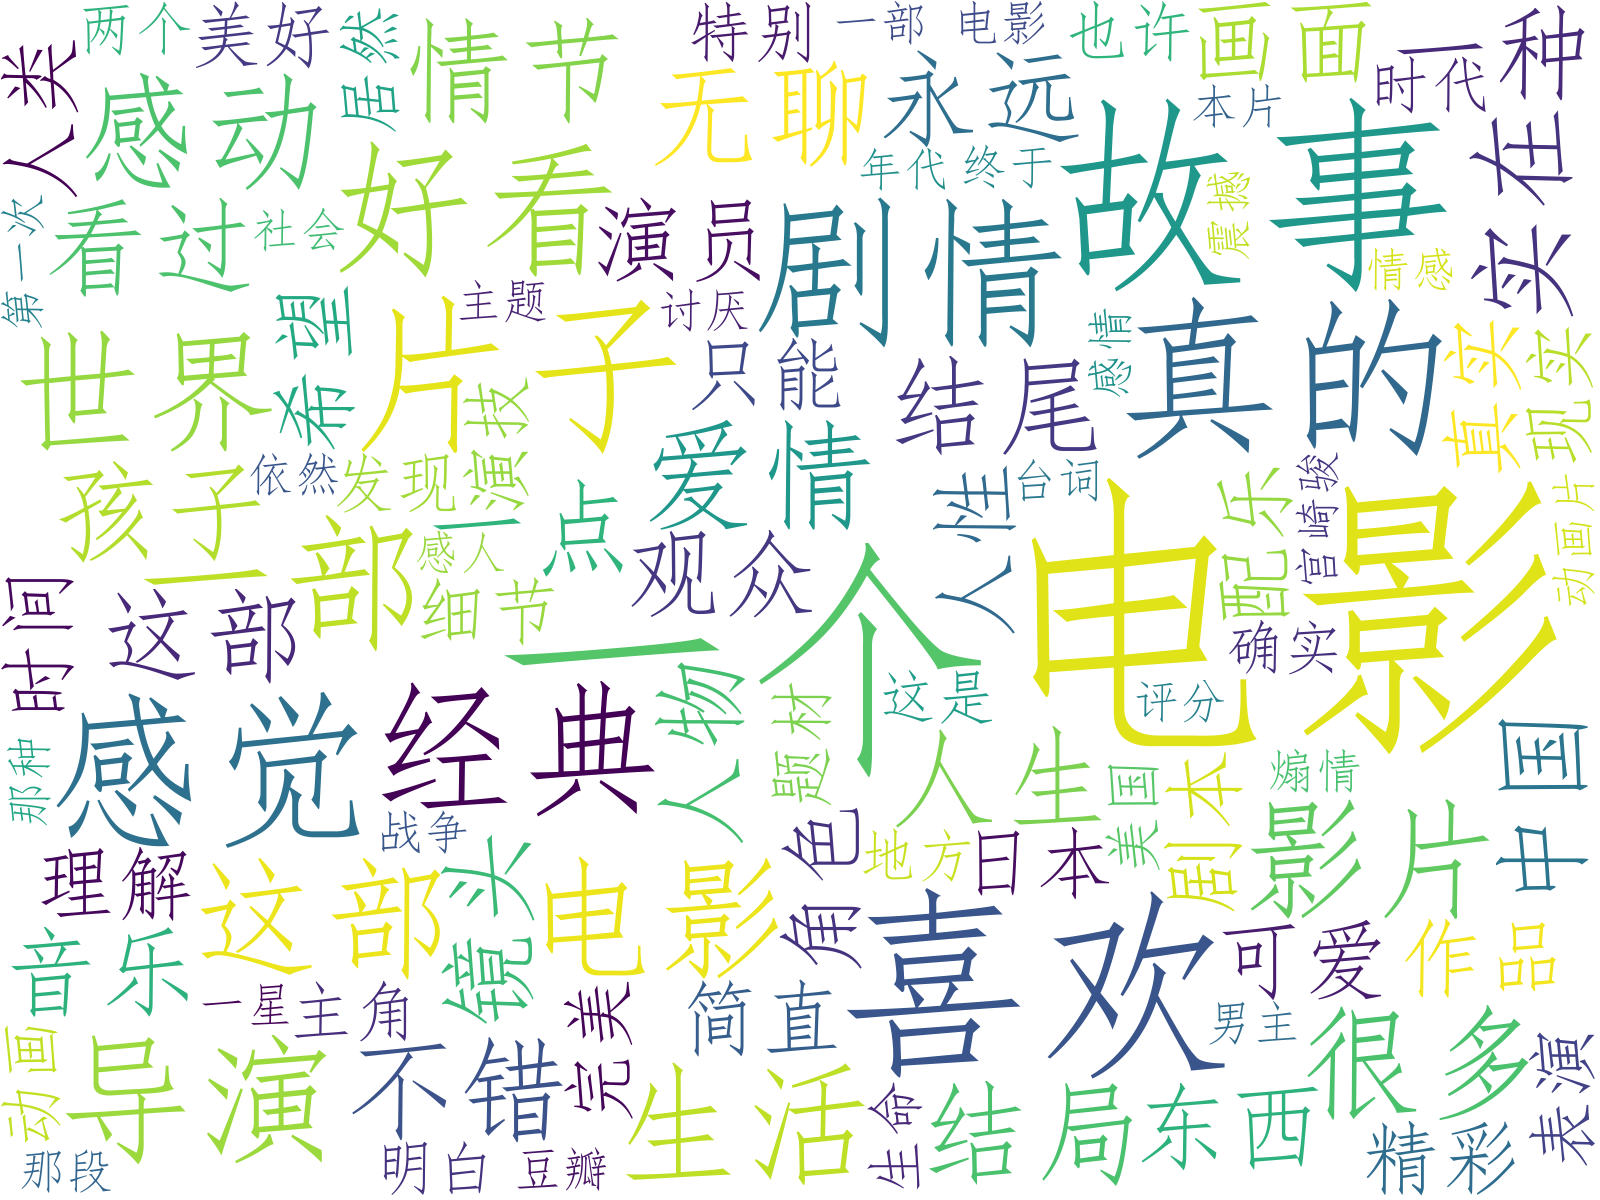 两个
美好
居然
情节
特别
一部 电影
也许
画面
时代
一种
人类
感动
无聊
永远
本片
故事
实在
好看
年代
终于
震撼
看过
社会
第一次
演员
剧情
情感
希望
片子
主题
讨厌
世界
只能
结尾
感情
真的
真实
现实
演技
爱情
孩子
依然
发现
一点
人性
台词
配乐
宫崎骏
动画片
一部
感人
细节
观众
电影
时间
这部
一个
确实
感觉
经典
人物
题材
这是
评分
中国
那种
战争
人生
美国
剧本
煽情
影片
理解
镜头
角色
地方
日本
这部 电影
喜欢
可爱
作品
音乐
一星
主角
完美
简直
男主
很多
表演
动画
导演
不错
生活
生命
结局
东西
精彩
那段
明白
豆瓣